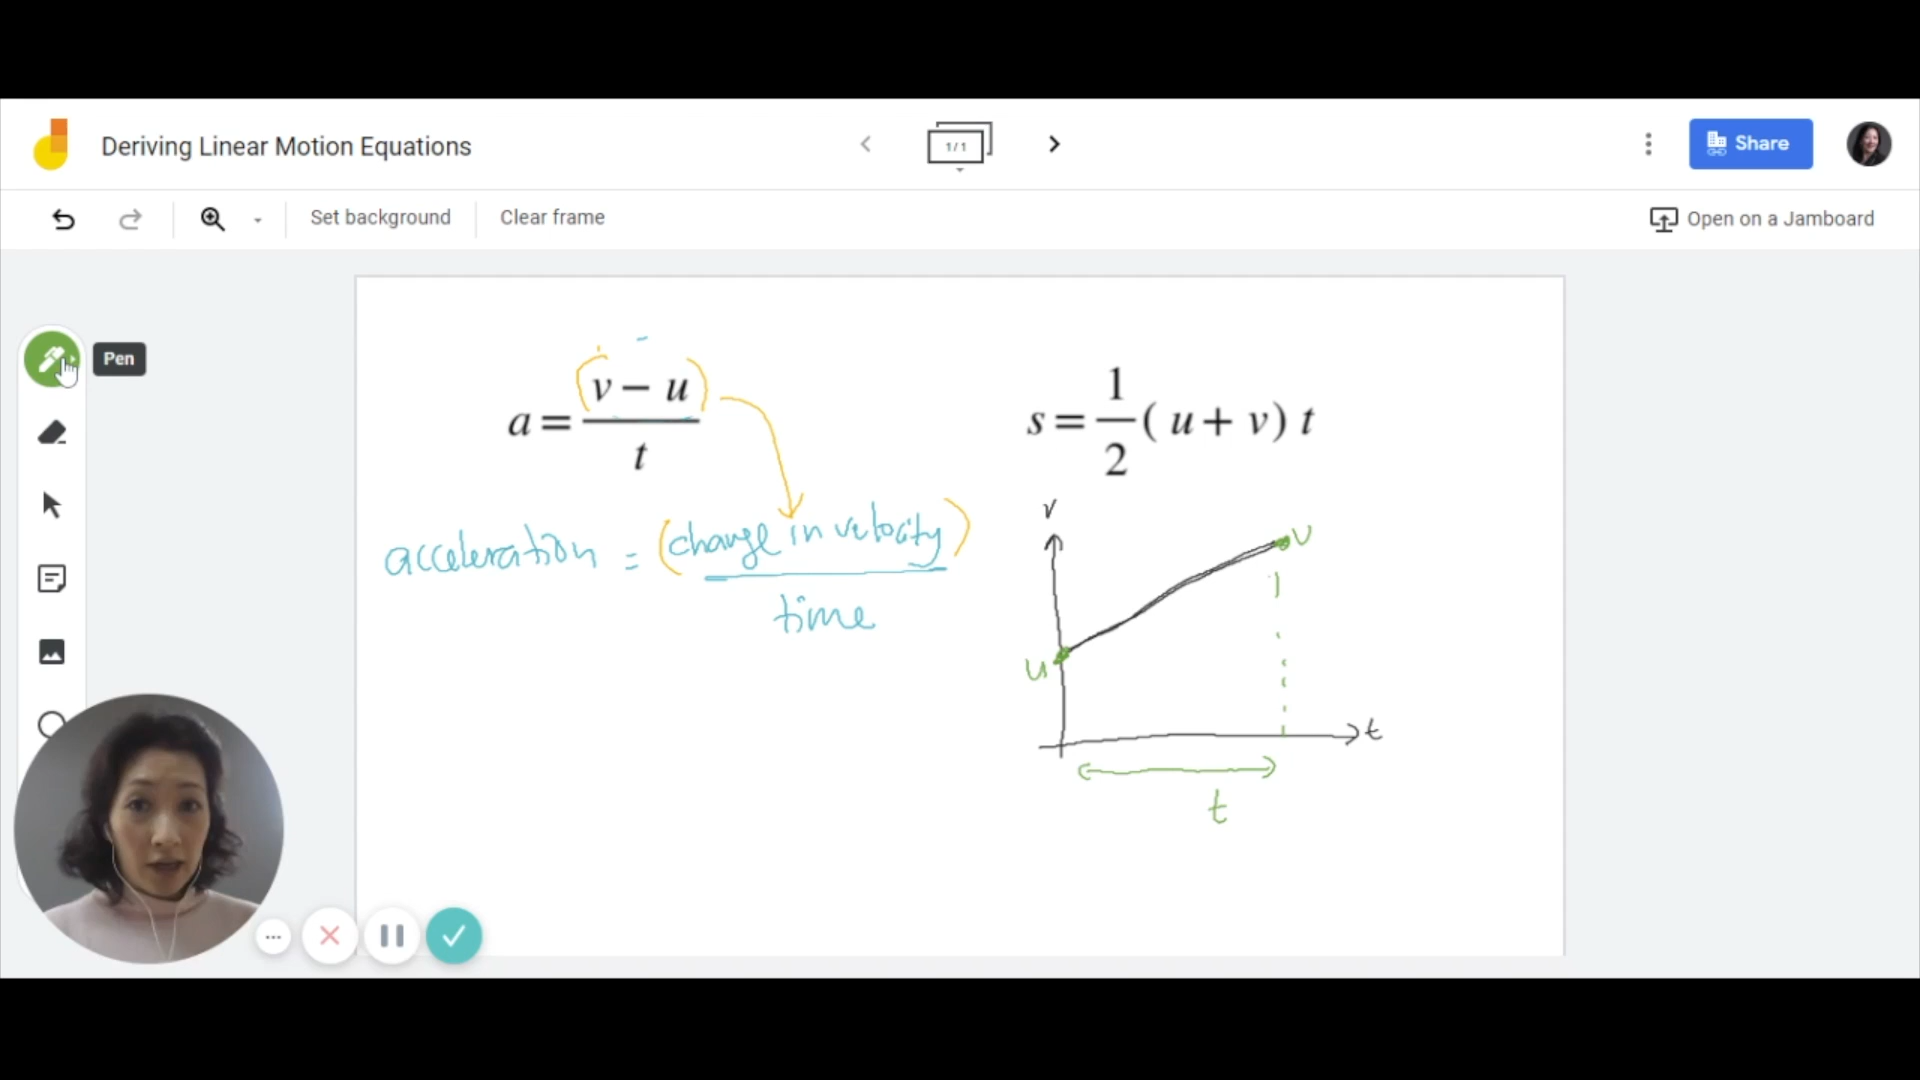 Deriving Linear Motion Equations
1/1
Share
Set background
Clear frame
Open on a Jamboard
Pen
a = (v − u) / t
s = 1/2 ( u + v) t
acceleration = (change in velocity) / time
v
v
u
t
t